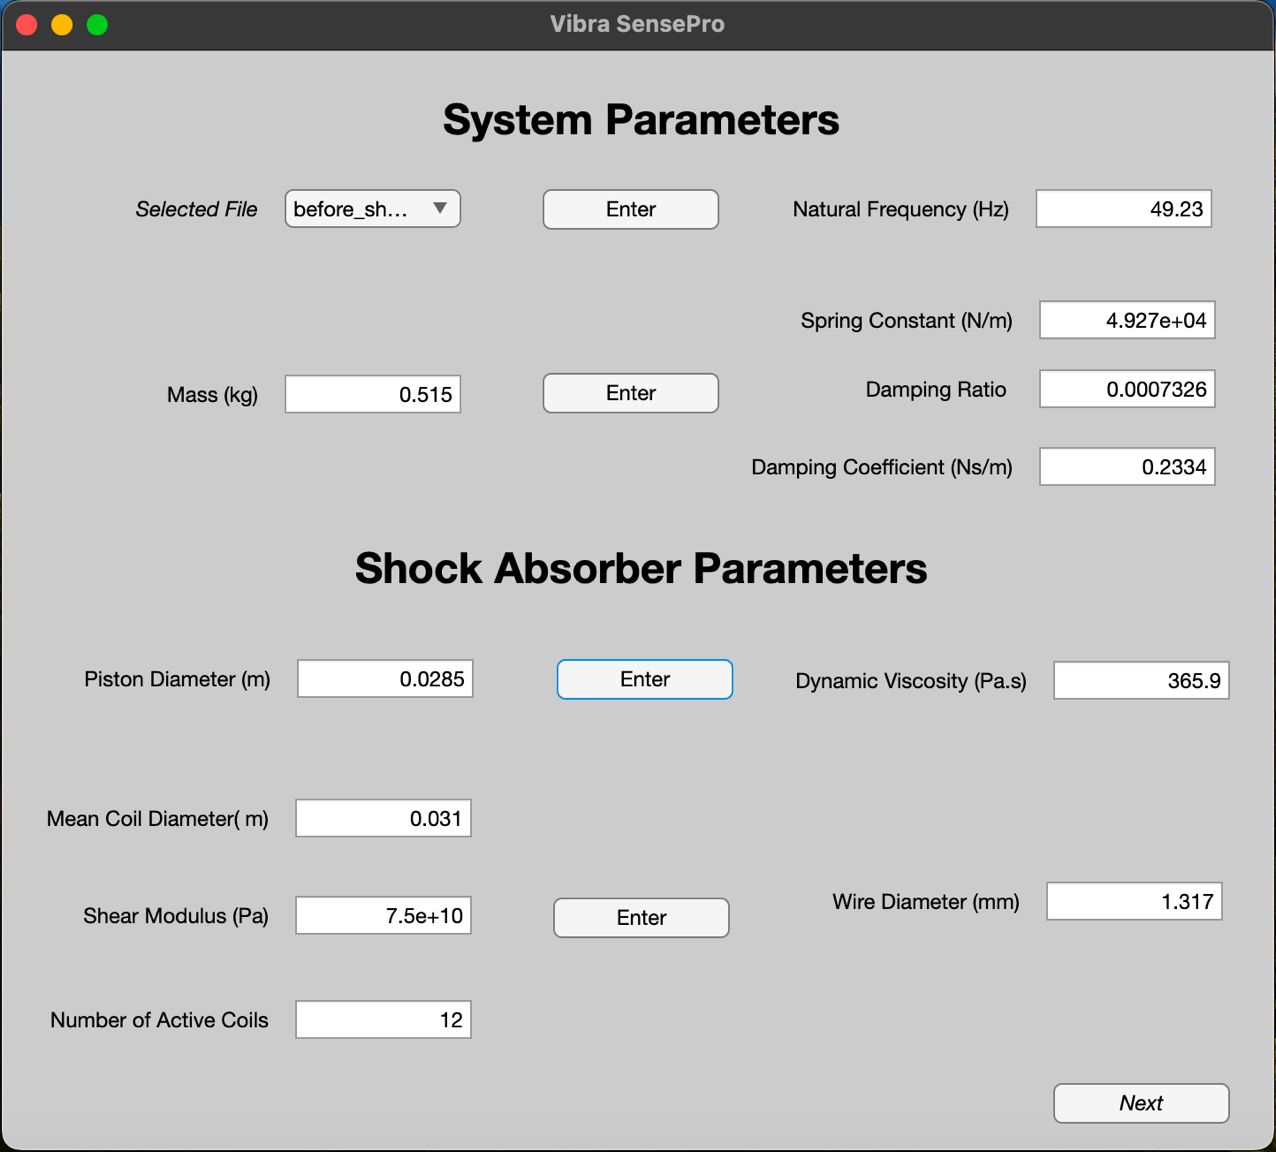 Vibra SensePro
System Parameters
Selected File before_sh... Enter Natural Frequency (Hz) 49.23
Spring Constant (N/m) 4.927e+04
Mass (kg) 0.515 Enter Damping Ratio 0.0007326
Damping Coefficient (Ns/m) 0.2334
Shock Absorber Parameters
Piston Diameter (m) 0.0285 Enter Dynamic Viscosity (Pa.s) 365.9
Mean Coil Diameter( m) 0.031
Shear Modulus (Pa) 7.5e+10 Enter Wire Diameter (mm) 1.317
Number of Active Coils 12
Next